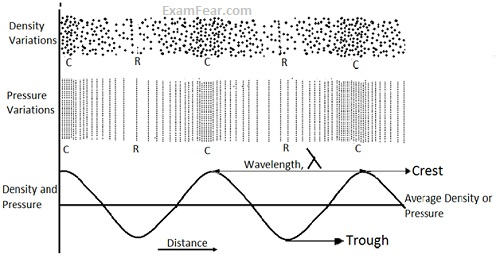 ExamFear.com
Density
Variations
C R C R C
Pressure
Variations
C R C R C
Wavelength, λ
Crest
Density and
Pressure
Average Density or
Pressure
Distance
Trough